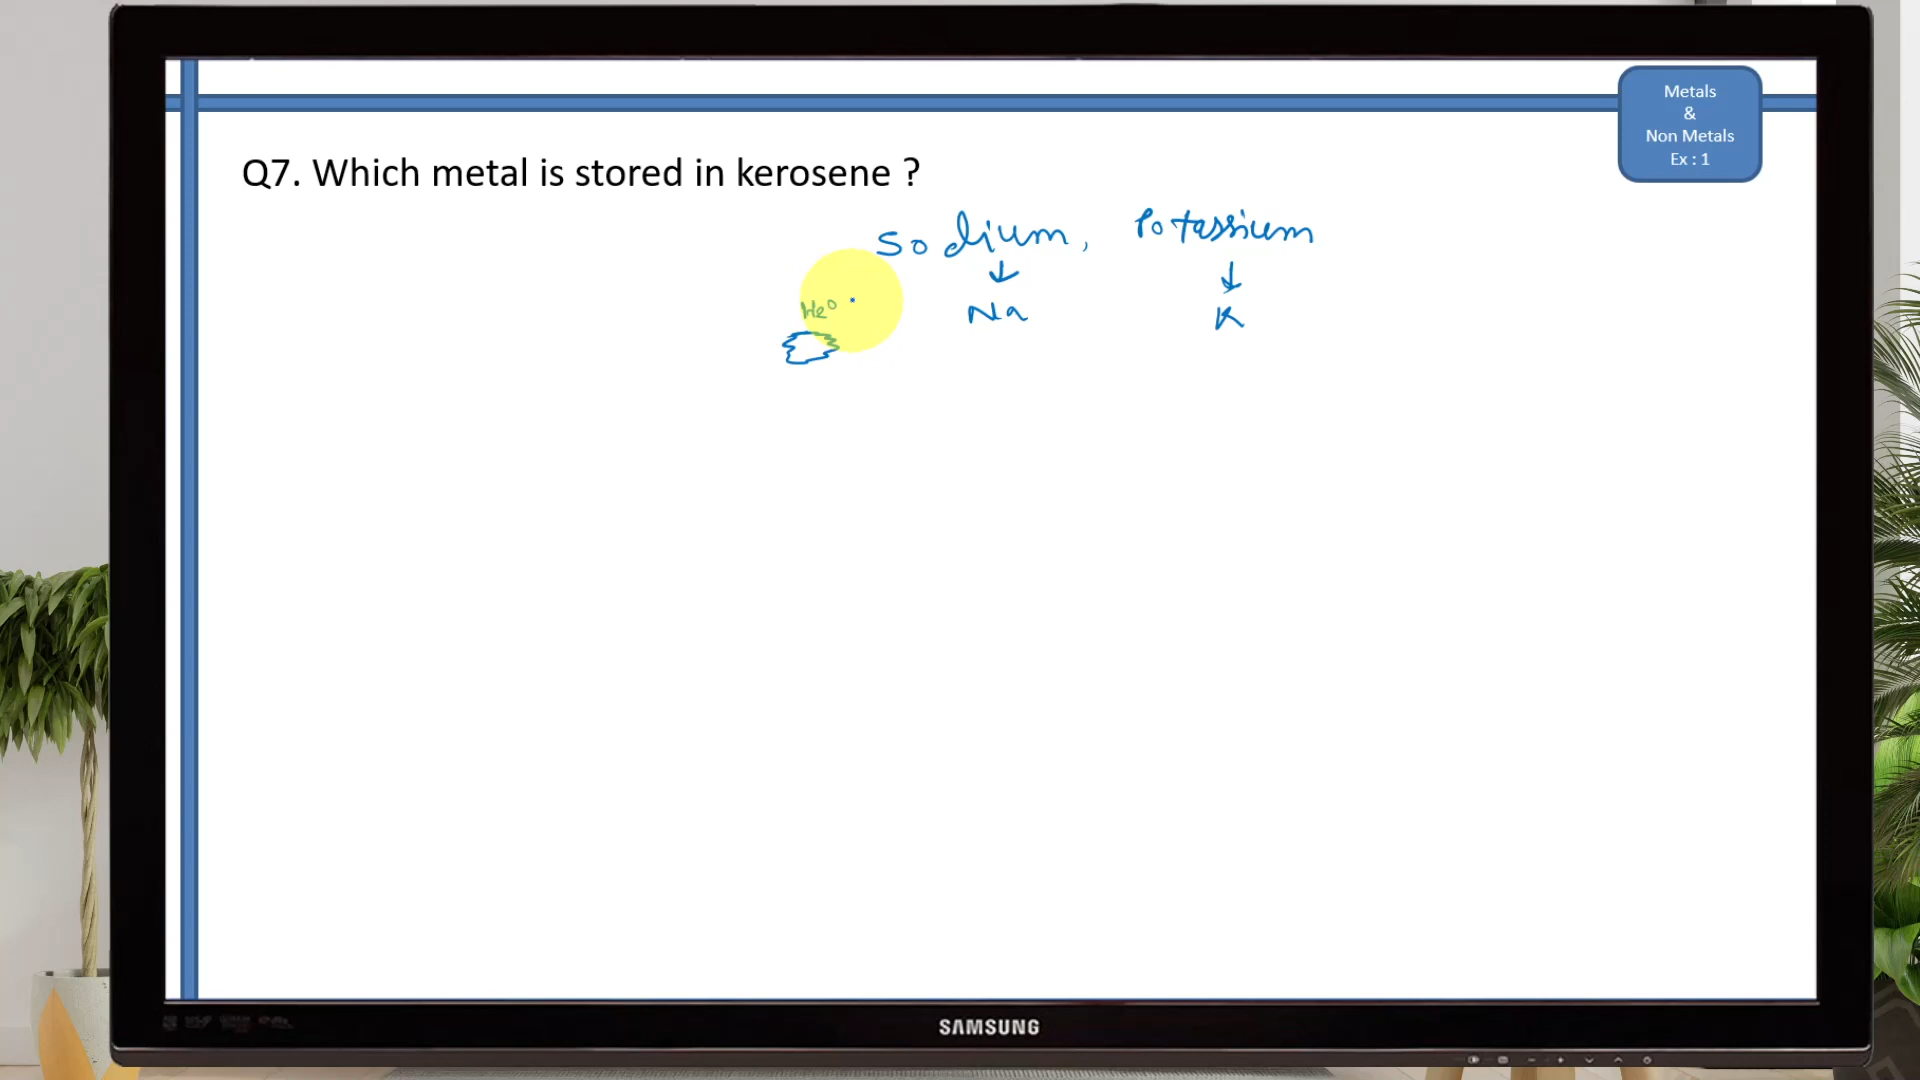 Metals
&
Non Metals
Ex : 1
Q7. Which metal is stored in kerosene ?
Sodium, Potassium
↓ ↓
Na K
SAMSUNG